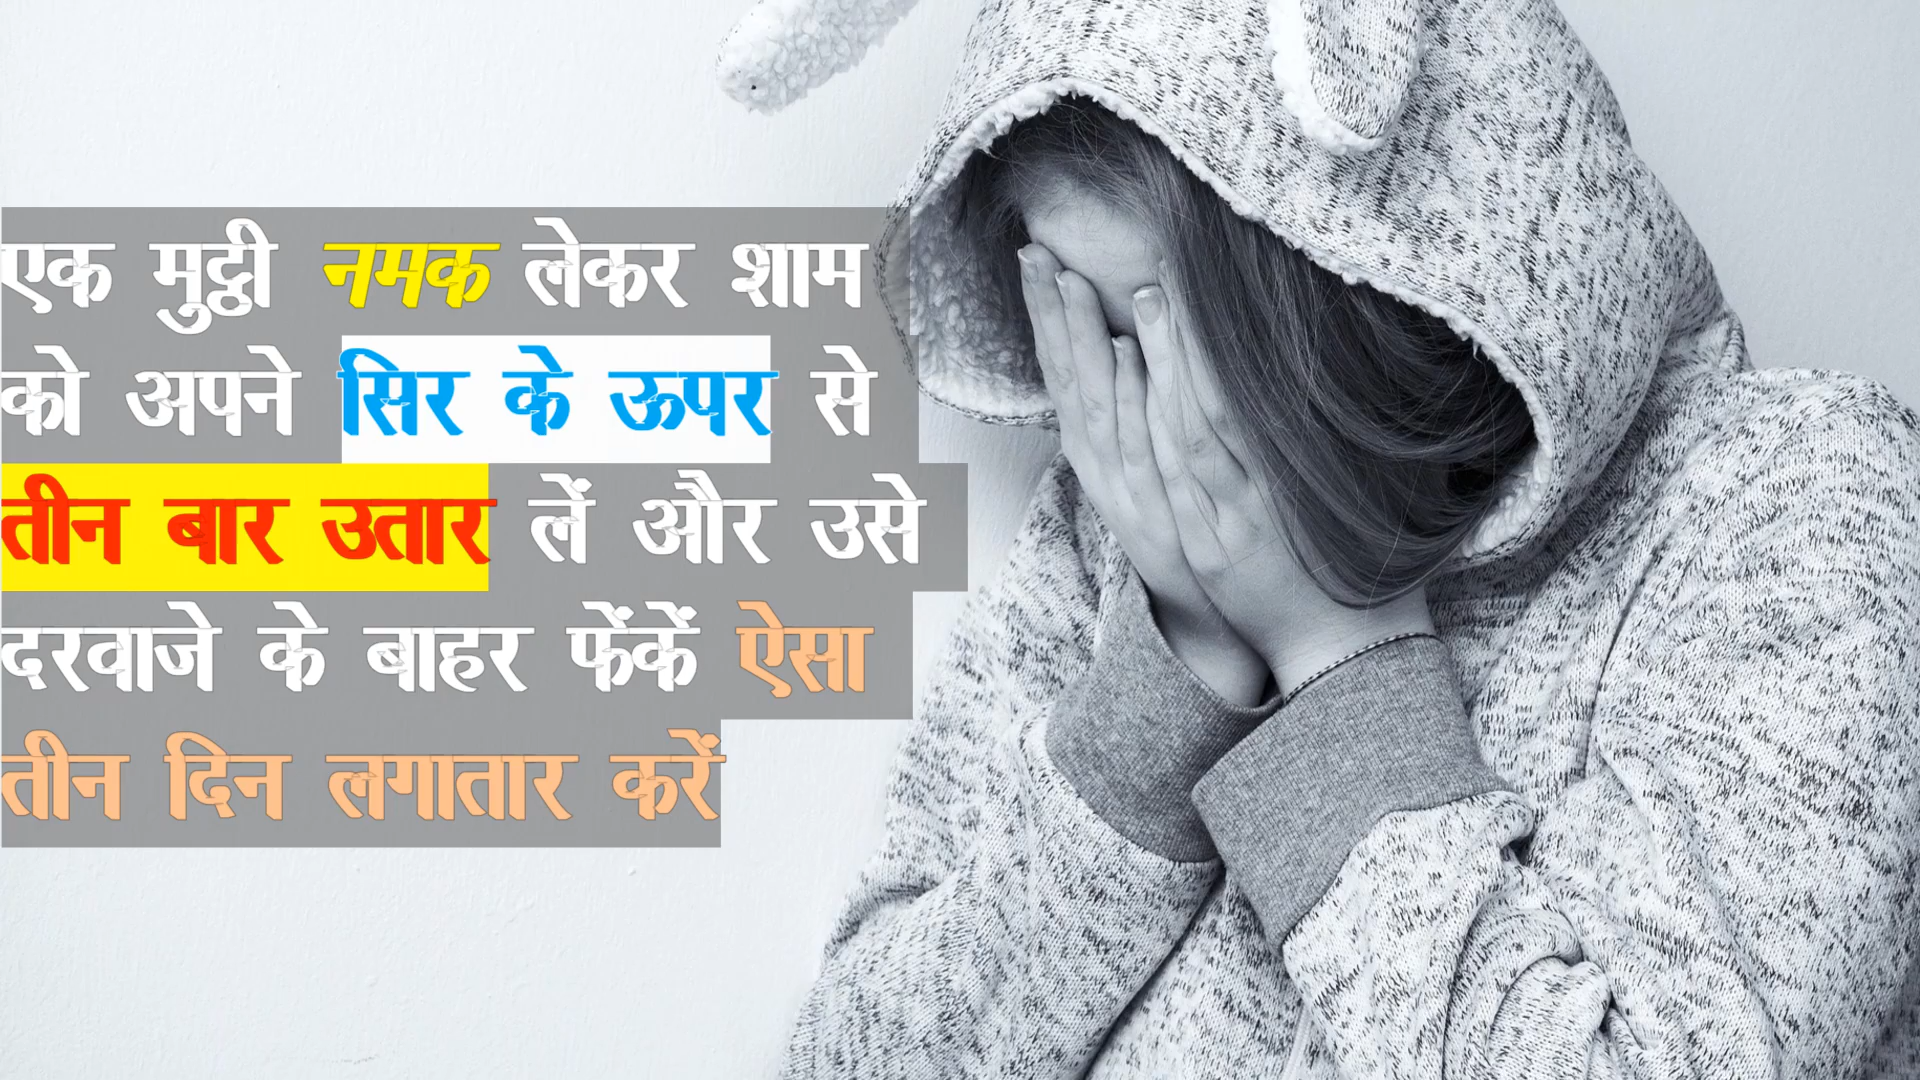 एक मुट्ठी नमक लेकर शाम
को अपने सिर के ऊपर से
तीन बार उतार लें और उसे
दरवाजे के बाहर फेंकें ऐसा
तीन दिन लगातार करें